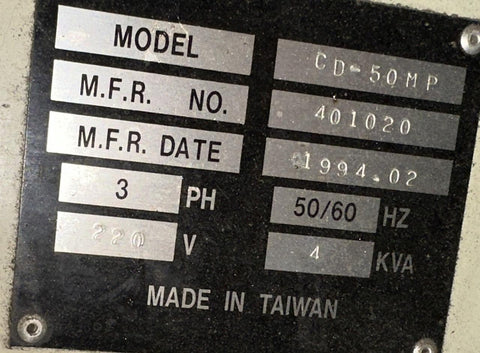 MODEL CD-50MP
M.F.R. NO. 401020
M.F.R. DATE 1994.02
3 PH 50/60 HZ
220 V 4 KVA
MADE IN TAIWAN